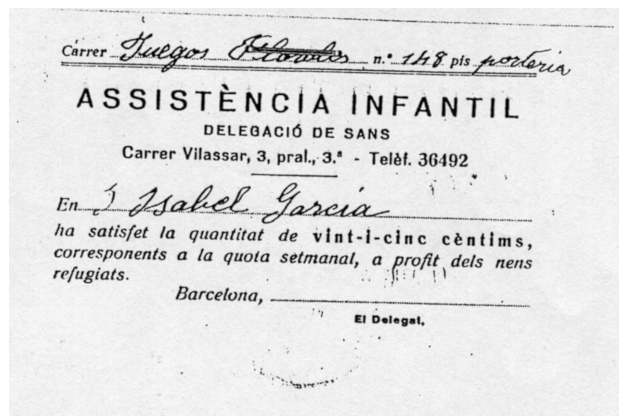 Carrer Juegos Florales n.º 148 pis porteria
ASSISTÈNCIA INFANTIL
DELEGACIÓ DE SANS
Carrer Vilassar, 3, pral., 3.ª - Telèf. 36492
En Isabel García
ha satisfet la quantitat de vint-i-cinc cèntims,
corresponents a la quota setmanal, a profit dels nens
refugiats.
Barcelona,
El Delegat,